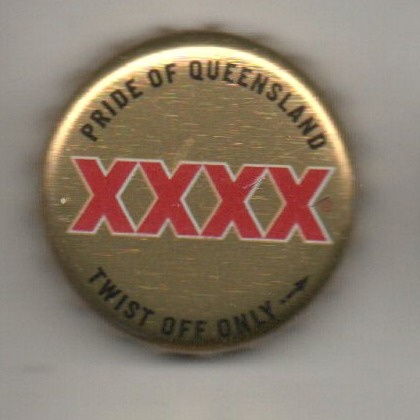 PRIDE OF QUEENSLAND
XXXX
TWIST OFF ONLY